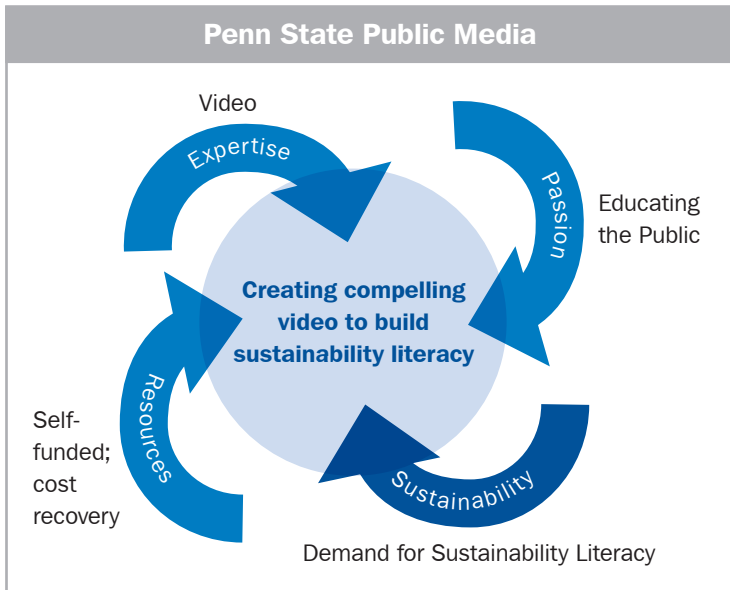 Penn State Public Media
Video
Expertise
Passion
Educating
the Public
Creating compelling
video to build
sustainability literacy
Resources
Self-
funded;
cost
recovery
Sustainability
Demand for Sustainability Literacy